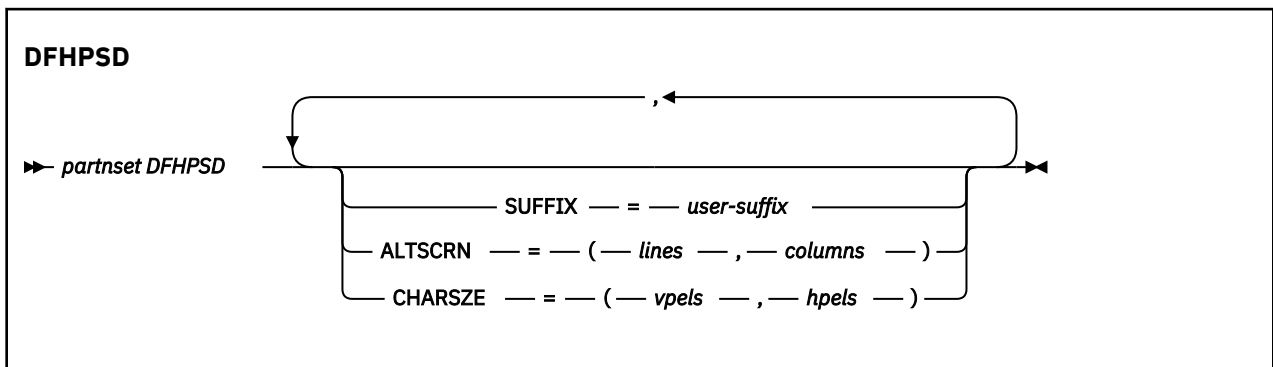 DFHPSD
,
partnset DFHPSD
SUFFIX = user-suffix
ALTSCRN = ( lines , columns )
CHARSZE = ( vpels , hpels )